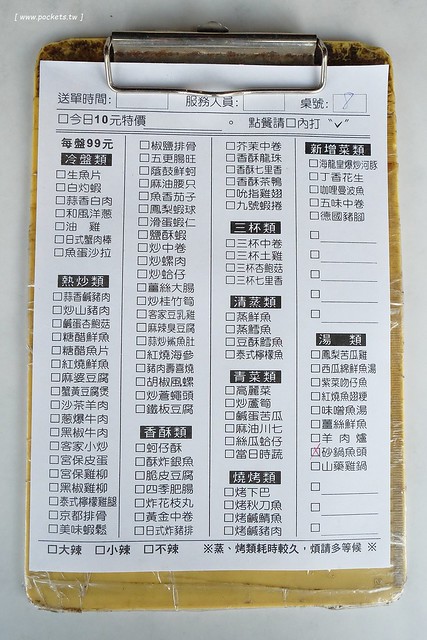 [ www.pockets.tw ]
送單時間: 服務人員: 桌號: 8
□今日10元特價 。 點餐請□內打 "✓"
每盤99元
冷盤類
□生魚片
□白灼蝦
□蒜香白肉
□和風洋蔥
□油 雞
□日式蟹肉棒
□魚蛋沙拉
熱炒類
□蒜香鹹豬肉
□炒山豬肉
□鹹蛋杏鮑菇
□糖醋鮮魚
□糖醋魚片
□紅燒鮮魚
□麻婆豆腐
□蟹黃豆腐煲
□沙茶羊肉
□蔥爆牛肉
□黑椒牛肉
□客家小炒
□宮保皮蛋
□宮保雞柳
□黑椒雞柳
□泰式檸檬雞腿
□京都排骨
□美味蝦鬆
□椒鹽排骨
□五更腸旺
□蔭鼓鮮蚵
□麻油腰只
□魚香茄子
□鳳梨蝦球
□滑蛋蝦仁
□鹽酥蝦
□炒中卷
□炒螺肉
□炒蛤仔
□薑絲大腸
□炒桂竹筍
□客家豆乳雞
□麻辣臭豆腐
□蒜炒鯊魚肚
□紅燒海參
□豬肉壽喜燒
□胡椒風螺
□炒蒼蠅頭
□鐵板豆腐
香酥類
□蚵仔酥
□酥炸銀魚
□脆皮豆腐
□四季肥腸
□炸花枝丸
□黃金中卷
□日式炸豬排
□芥茉中卷
□香酥龍珠
□香酥七里香
□香酥茶鴨
□吮指雞翅
□九號蝦捲
三杯類
□三杯中卷
□三杯土雞
□三杯杏鮑菇
□三杯七里香
清蒸類
□蒸鮮魚
□蒸鱈魚
□豆酥鱈魚
□泰式檸檬魚
青菜類
□高麗菜
□炒蘆筍
□鹹蛋苦瓜
□麻油川七
□絲瓜蛤仔
□當日時蔬
燒烤類
□烤下巴
□烤秋刀魚
□烤鹹鯖魚
□烤鹹豬肉
新增菜類
□海龍皇爆炒河豚
□丁香花生
□咖哩曼波魚
□五味中卷
□德國豬腳
□
□
□
□
□
湯 類
□鳳梨苦瓜雞
□西瓜綿鮮魚湯
□紫菜吻仔魚
□紅燒魚翅粳
□味噌魚湯
□薑絲鮮魚
□羊 肉 爐
□砂鍋魚頭
□山藥雞鍋
□
□
□
□大辣 □小辣 □不辣 ※蒸、烤類耗時較久，煩請多等候 ※